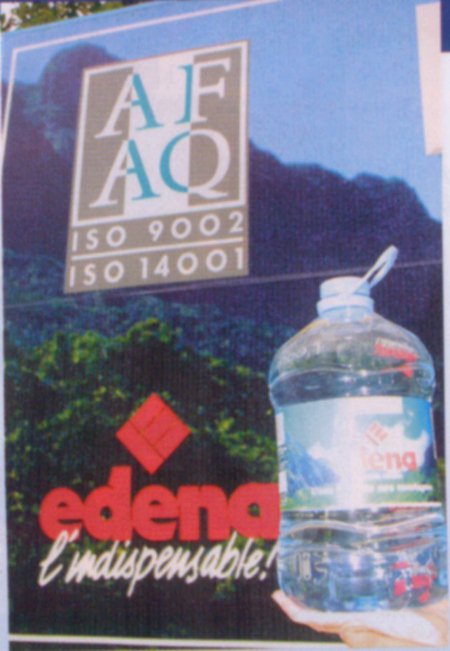 AF
AQ
ISO 9002
ISO 14001
edena
l'indispensable!
edena